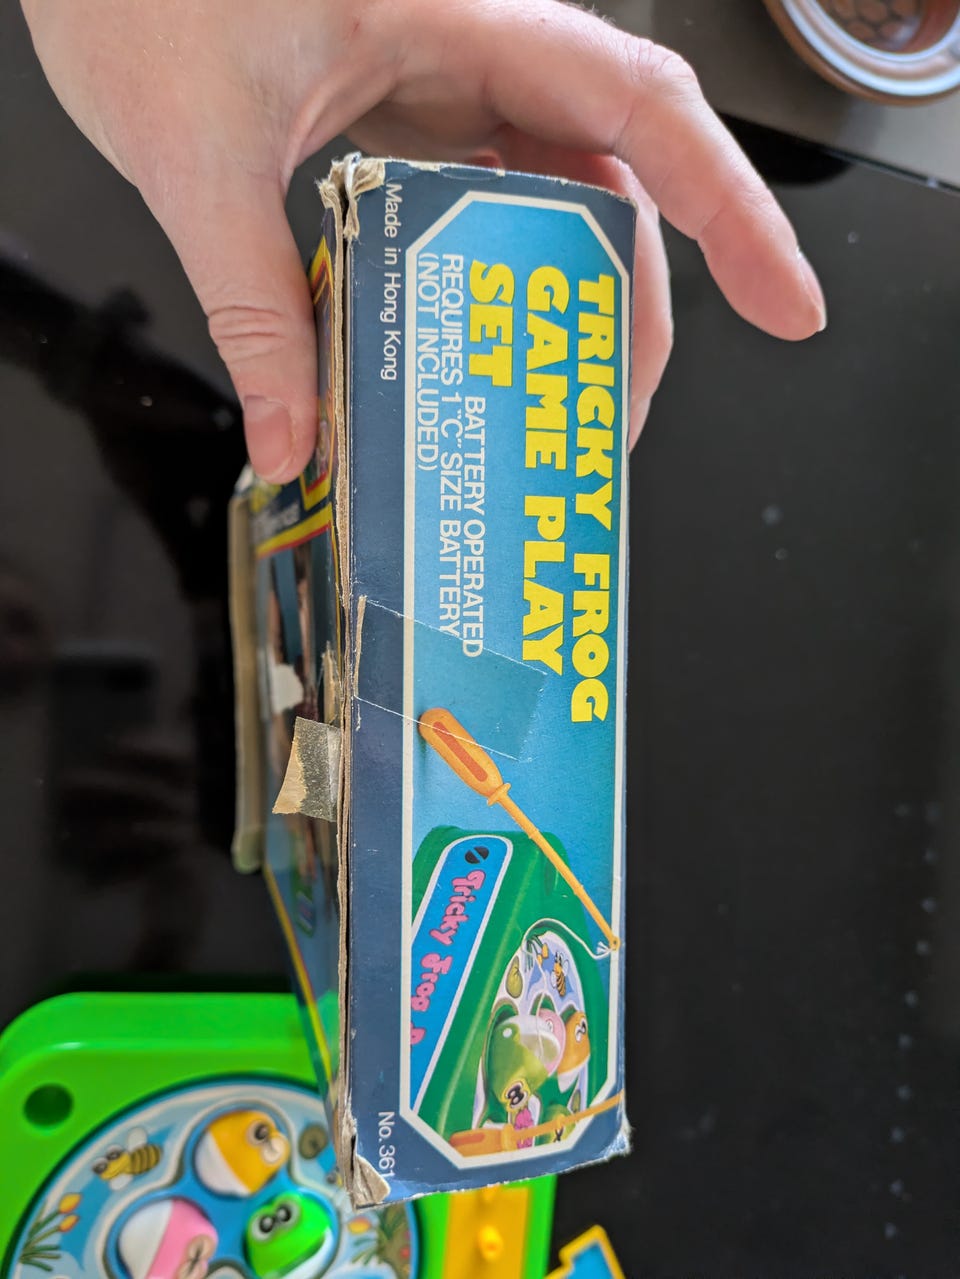 TRICKY FROG
GAME PLAY
SET
BATTERY OPERATED
REQUIRES 1 "C" SIZE BATTERY
(NOT INCLUDED)
Made in Hong Kong
No. 361
Tricky Frog